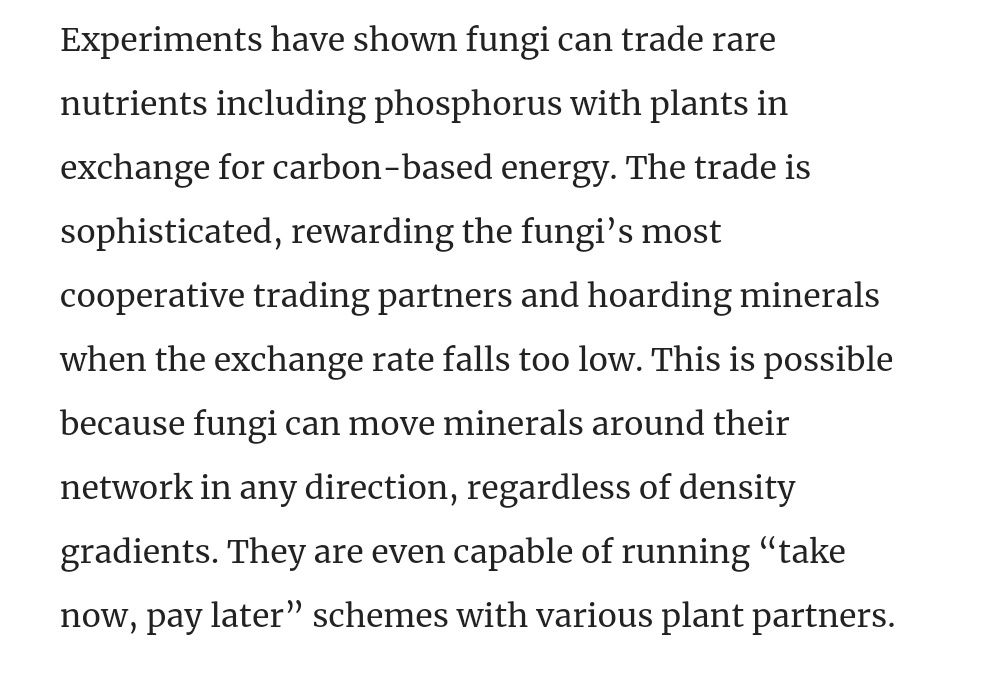 Experiments have shown fungi can trade rare
nutrients including phosphorus with plants in
exchange for carbon-based energy. The trade is
sophisticated, rewarding the fungi’s most
cooperative trading partners and hoarding minerals
when the exchange rate falls too low. This is possible
because fungi can move minerals around their
network in any direction, regardless of density
gradients. They are even capable of running “take
now, pay later” schemes with various plant partners.